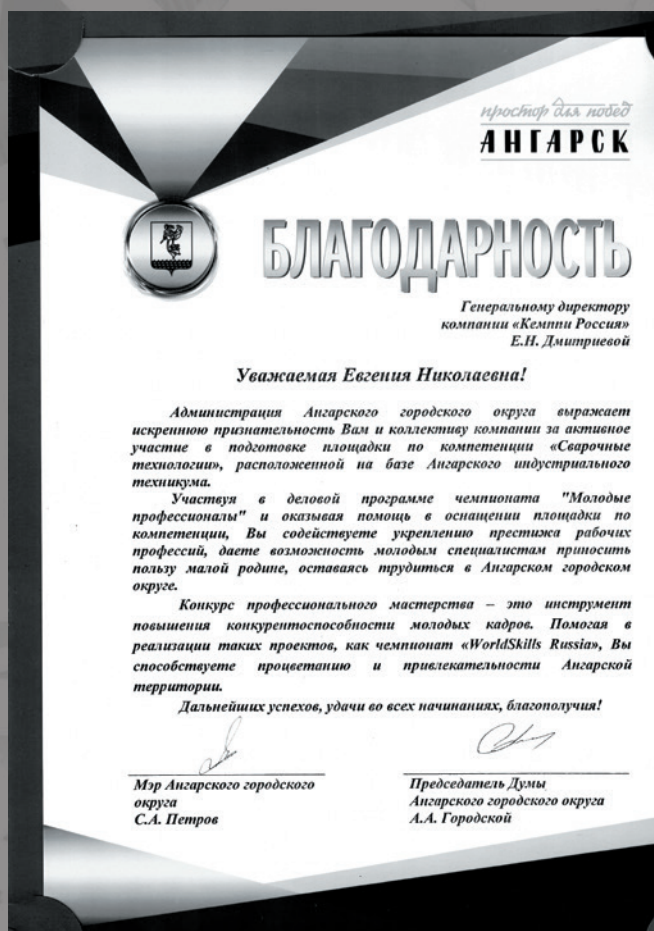 простор для побед
АНГАРСК
БЛАГОДАРНОСТЬ
Генеральному директору
компании «Кемппи Россия»
Е.Н. Дмитриевой
Уважаемая Евгения Николаевна!
Администрация Ангарского городского округа выражает
искреннюю признательность Вам и коллективу компании за активное
участие в подготовке площадки по компетенции «Сварочные
технологии», расположенной на базе Ангарского индустриального
техникума.
Участвуя в деловой программе чемпионата "Молодые
профессионалы" и оказывая помощь в оснащении площадки по
компетенции, Вы содействуете укреплению престижа рабочих
профессий, даете возможность молодым специалистам приносить
пользу малой родине, оставаясь трудиться в Ангарском городском
округе.
Конкурс профессионального мастерства – это инструмент
повышения конкурентоспособности молодых кадров. Помогая в
реализации таких проектов, как чемпионат «WorldSkills Russia», Вы
способствуете процветанию и привлекательности Ангарской
территории.
Дальнейших успехов, удачи во всех начинаниях, благополучия!
Мэр Ангарского городского
округа
С.А. Петров
Председатель Думы
Ангарского городского округа
А.А. Городской